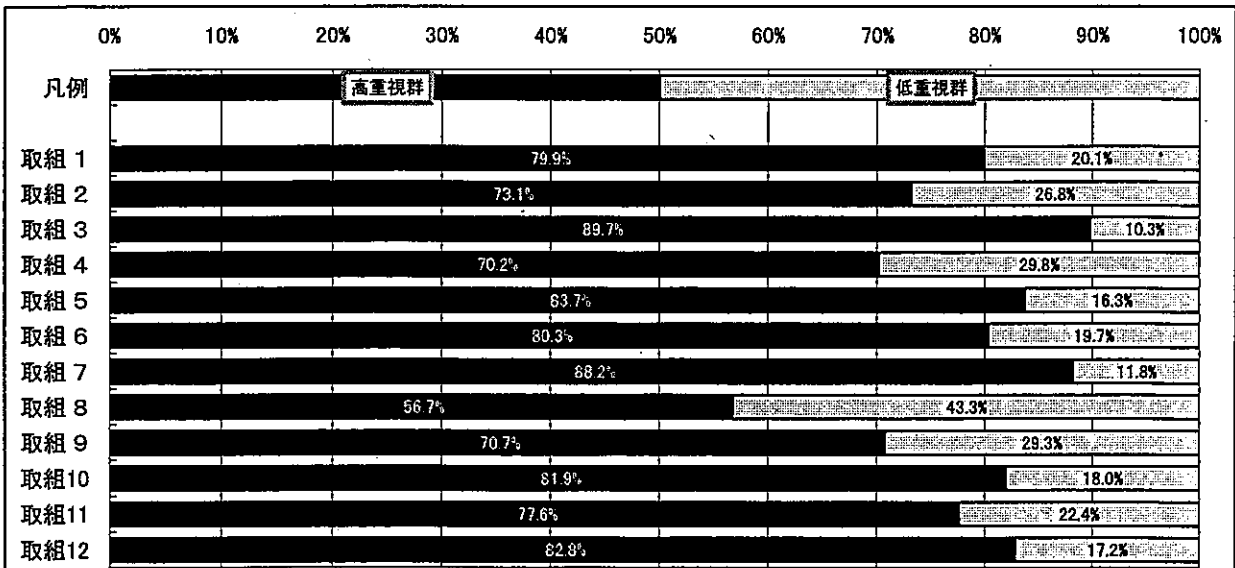 0% 10% 20% 30% 40% 50% 60% 70% 80% 90% 100%
凡例 高重視群 低重視群
取組 1 79.9% 20.1%
取組 2 73.1% 26.8%
取組 3 89.7% 10.3%
取組 4 70.2% 29.8%
取組 5 83.7% 16.3%
取組 6 80.3% 19.7%
取組 7 88.2% 11.8%
取組 8 56.7% 43.3%
取組 9 70.7% 29.3%
取組10 81.9% 18.0%
取組11 77.6% 22.4%
取組12 82.8% 17.2%